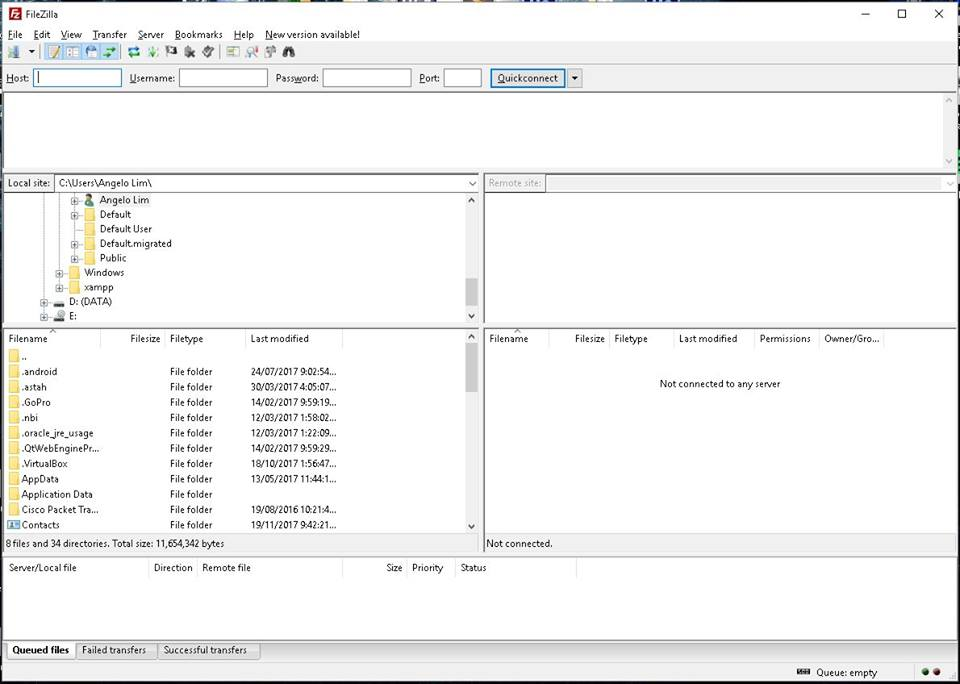 FileZilla
File Edit View Transfer Server Bookmarks Help New version available!
Host: Username: Password: Port: Quickconnect
Local site: C:\Users\Angelo Lim\
Remote site:
Angelo Lim
Default
Default User
Default.migrated
Public
Windows
xampp
D: (DATA)
E:
Filename Filesize Filetype Last modified
..
.android File folder 24/07/2017 9:02:54...
.astah File folder 30/03/2017 4:05:07...
.GoPro File folder 14/02/2017 9:59:19...
.nbi File folder 12/03/2017 1:58:02...
.oracle_jre_usage File folder 12/03/2017 1:22:09...
.QtWebEnginePr... File folder 14/02/2017 9:59:29...
.VirtualBox File folder 18/10/2017 1:56:47...
AppData File folder 13/05/2017 11:44:1...
Application Data File folder
Cisco Packet Tra... File folder 19/08/2016 10:21:4...
Contacts File folder 19/11/2017 9:42:21...
8 files and 34 directories. Total size: 11,654,342 bytes
Filename Filesize Filetype Last modified Permissions Owner/Gro...
Not connected to any server
Not connected.
Server/Local file Direction Remote file Size Priority Status
Queued files Failed transfers Successful transfers
Queue: empty